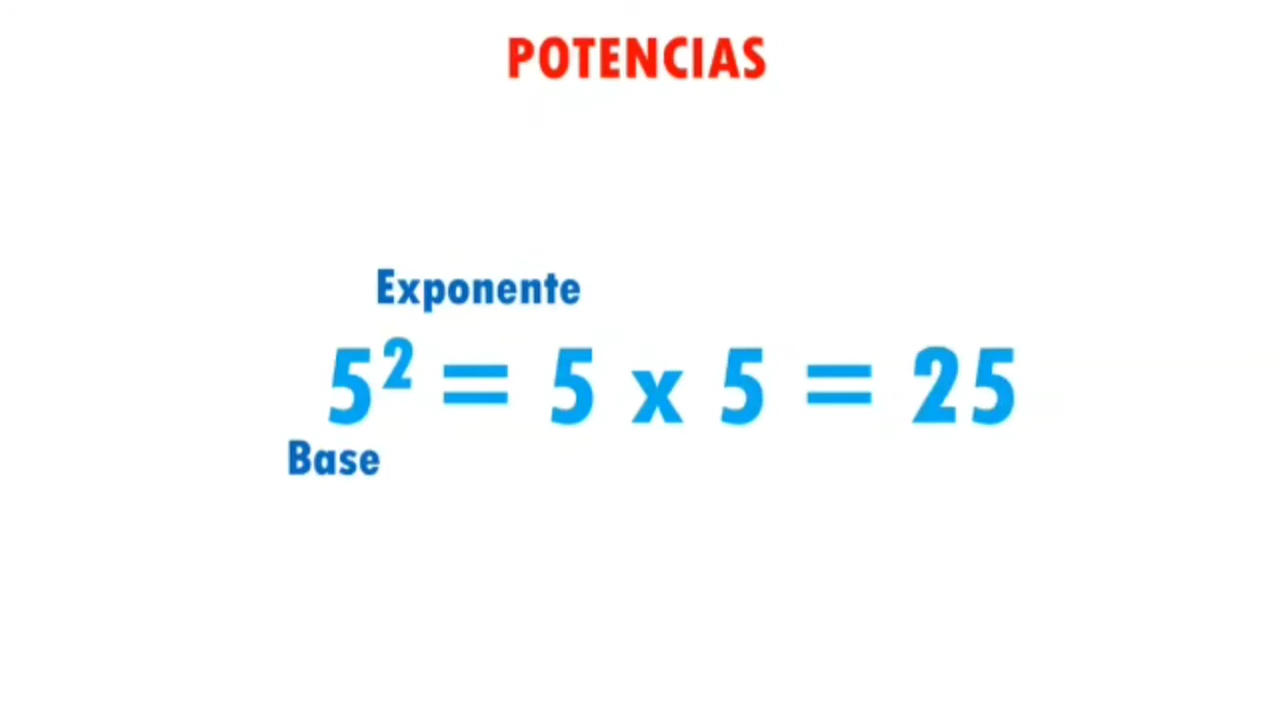 POTENCIAS
Exponente
5² = 5 x 5 = 25
Base